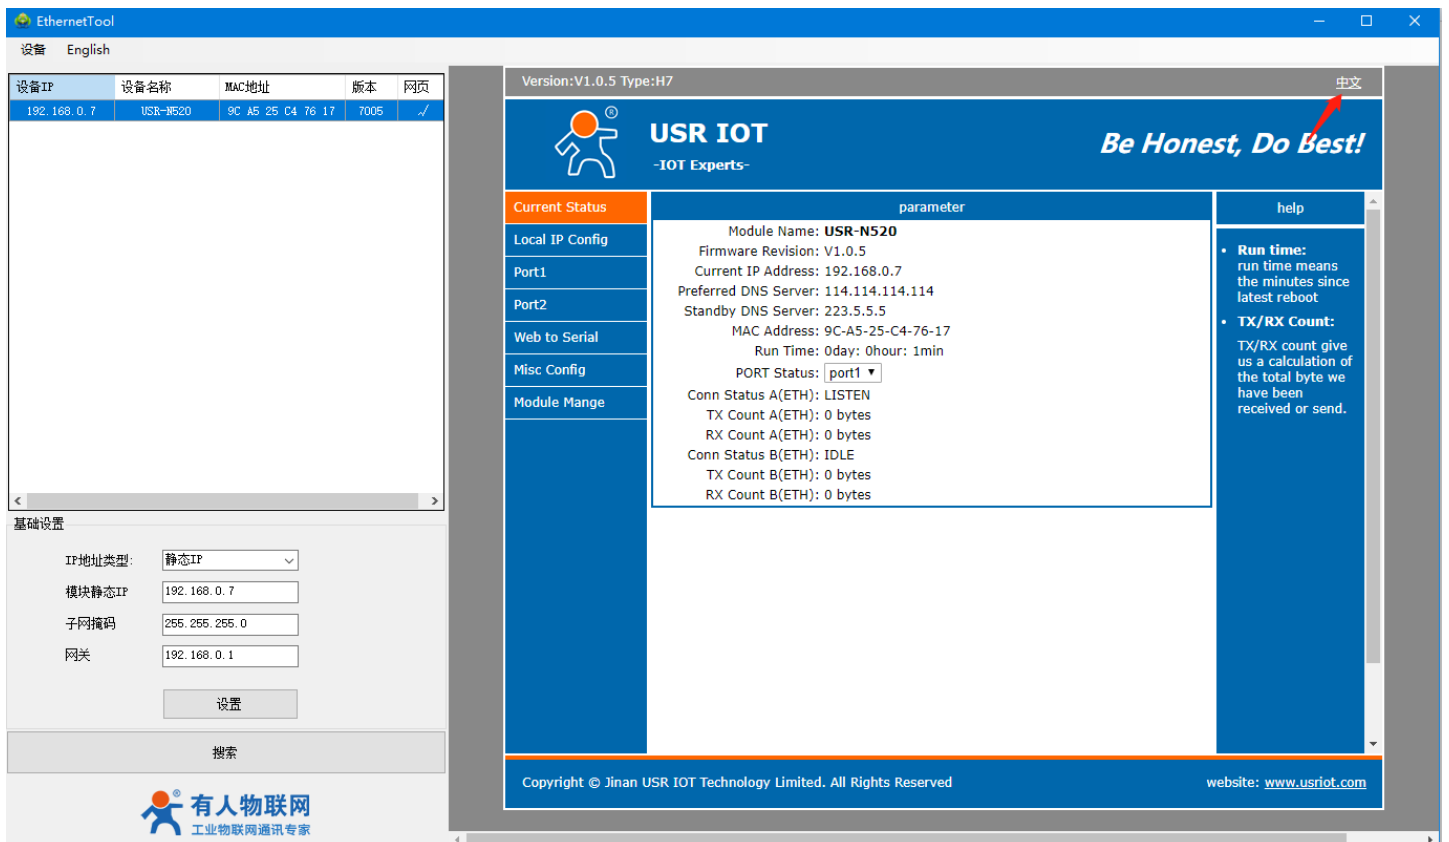 EthernetTool
设备 English
设备IP 设备名称 MAC地址 版本 网页
192.168.0.7 USR-N520 9C A5 25 C4 76 17 7005 √
基础设置
IP地址类型: 静态IP
模块静态IP 192.168.0.7
子网掩码 255.255.255.0
网关 192.168.0.1
设置
搜索
有人物联网®
工业物联网通讯专家
Version:V1.0.5 Type:H7
中文
®
USR IOT
-IOT Experts-
Be Honest, Do Best!
Current Status
Local IP Config
Port1
Port2
Web to Serial
Misc Config
Module Mange
parameter
Module Name: USR-N520
Firmware Revision: V1.0.5
Current IP Address: 192.168.0.7
Preferred DNS Server: 114.114.114.114
Standby DNS Server: 223.5.5.5
MAC Address: 9C-A5-25-C4-76-17
Run Time: 0day: 0hour: 1min
PORT Status: port1
Conn Status A(ETH): LISTEN
TX Count A(ETH): 0 bytes
RX Count A(ETH): 0 bytes
Conn Status B(ETH): IDLE
TX Count B(ETH): 0 bytes
RX Count B(ETH): 0 bytes
help
• Run time:
run time means
the minutes since
latest reboot
• TX/RX Count:
TX/RX count give
us a calculation of
the total byte we
have been
received or send.
Copyright © Jinan USR IOT Technology Limited. All Rights Reserved
website: www.usriot.com